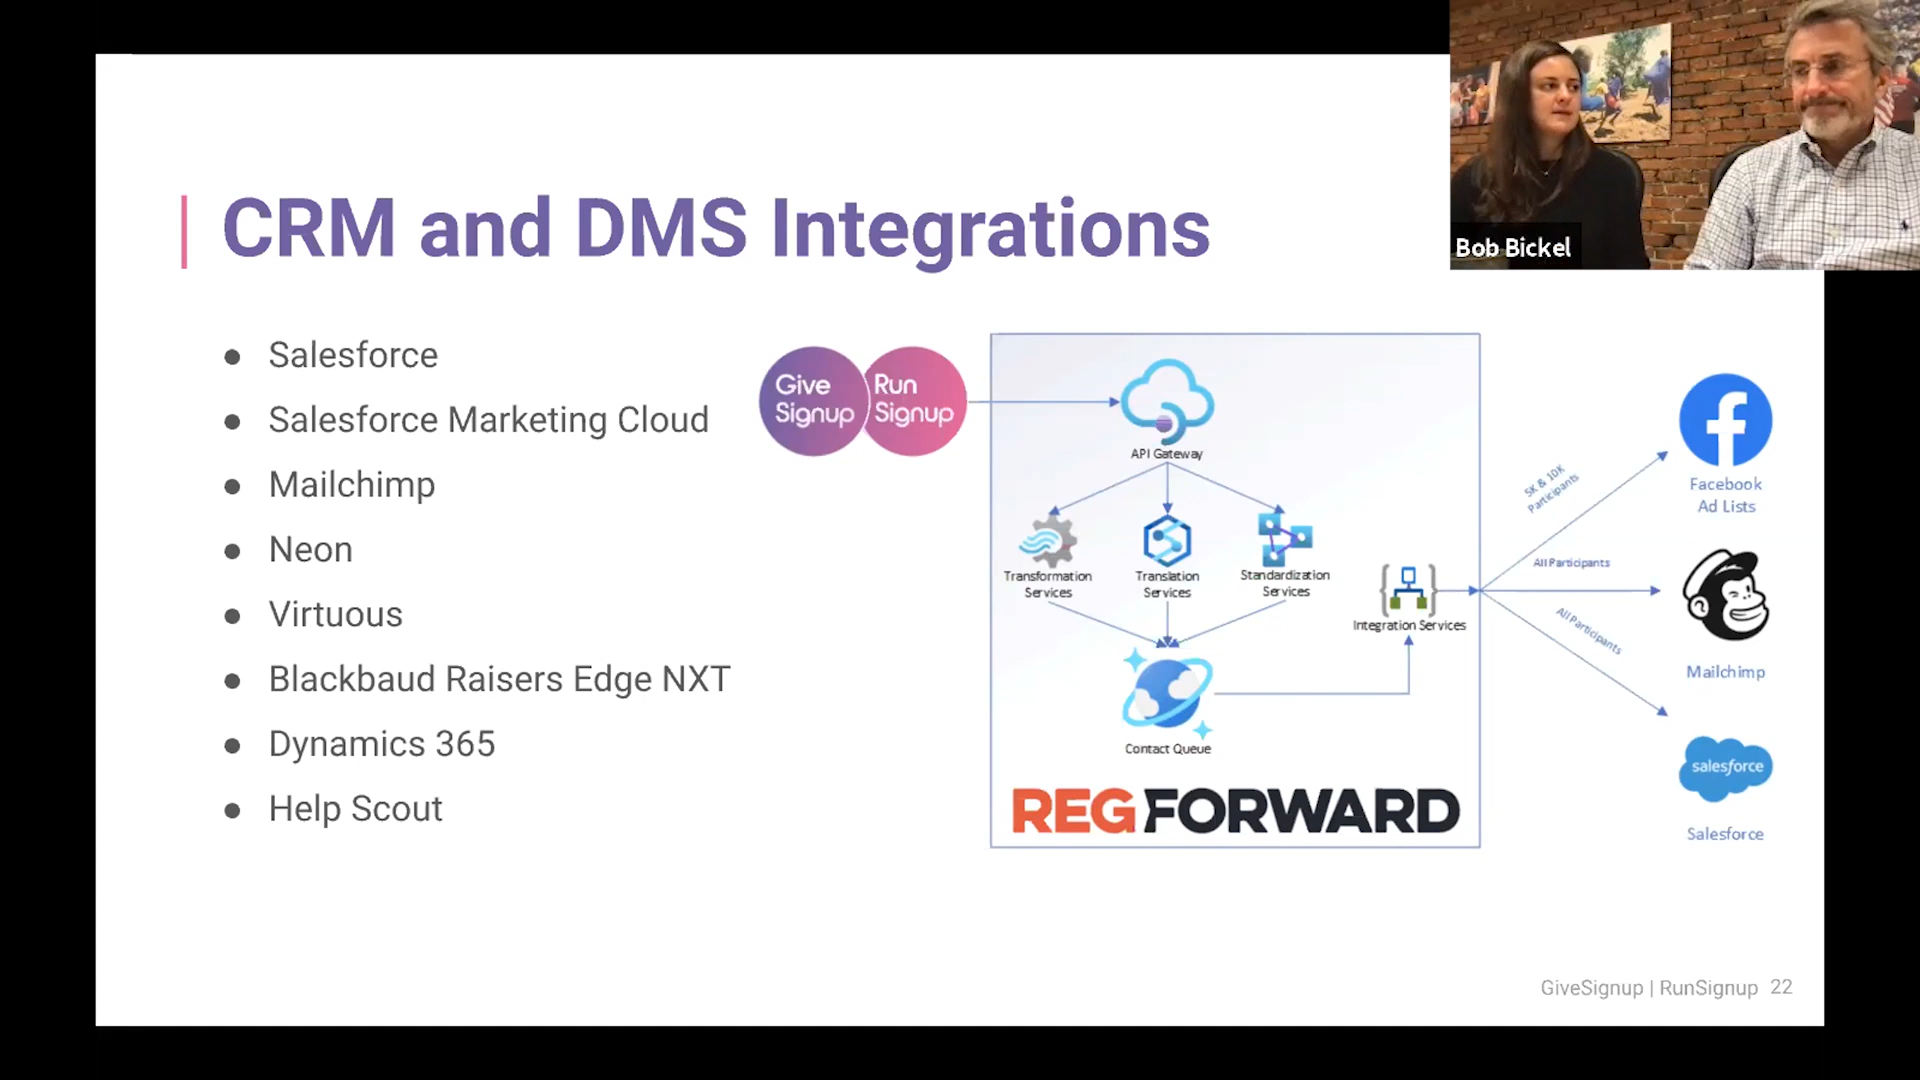 CRM and DMS Integrations
Bob Bickel
● Salesforce
● Salesforce Marketing Cloud
● Mailchimp
● Neon
● Virtuous
● Blackbaud Raisers Edge NXT
● Dynamics 365
● Help Scout
Give
Signup
Run
Signup
API Gateway
Transformation
Services
Translation
Services
Standardization
Services
Integration Services
Contact Queue
REGFORWARD
5K & 10K
Participants
All Participants
All Participants
Facebook
Ad Lists
Mailchimp
salesforce
Salesforce
GiveSignup | RunSignup 22